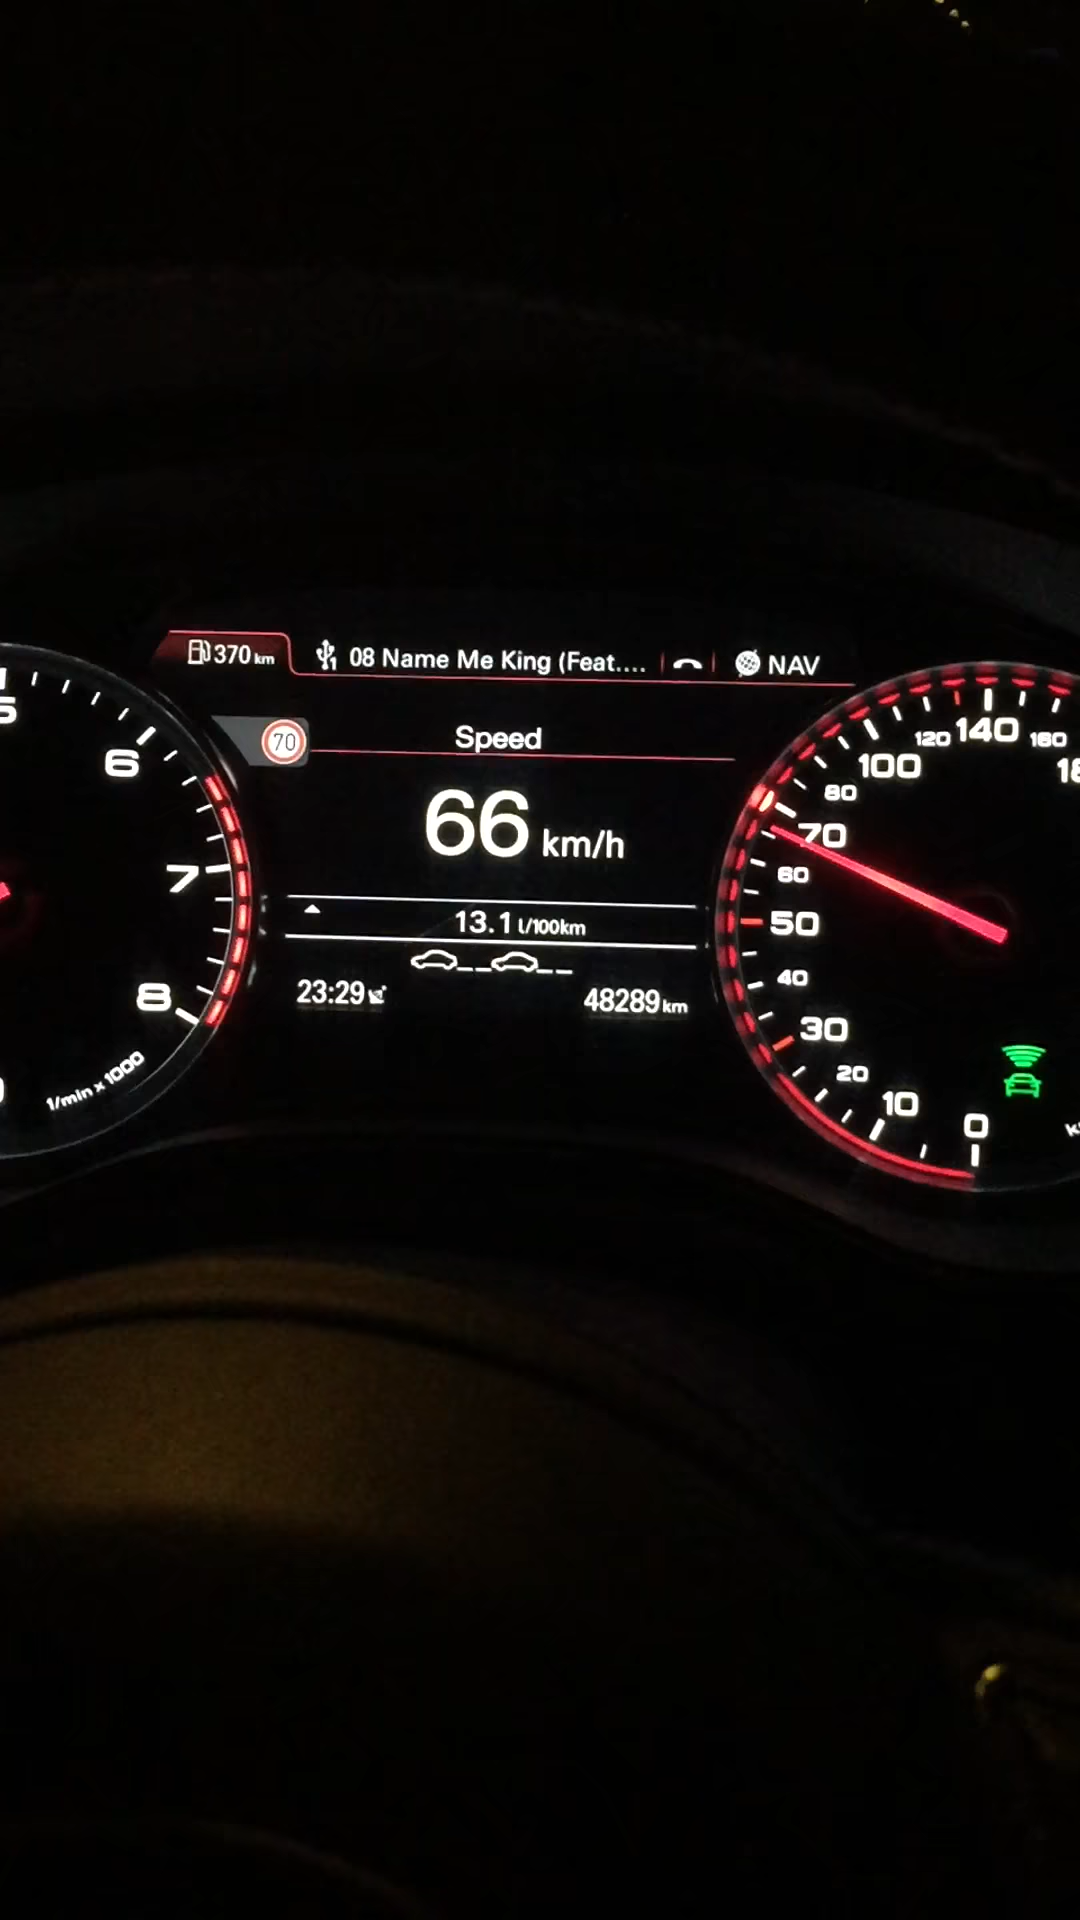 370 km 08 Name Me King (Feat.... NAV
70 Speed
66 km/h
13.1 l/100km
23:29 48289 km
5
6
7
8
1/min x 1000
0
10
20
30
40
50
60
70
80
100
120
140
160